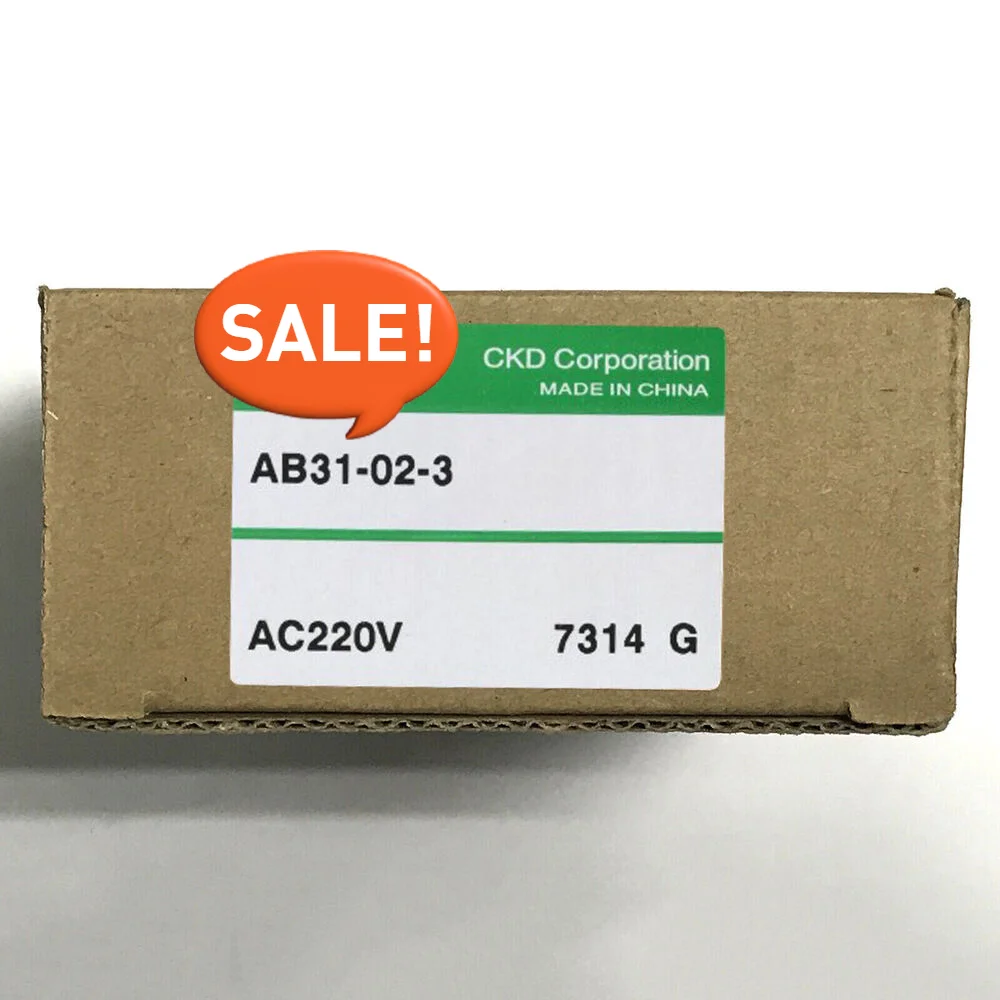 SALE!
CKD Corporation
MADE IN CHINA
AB31-02-3
AC220V 7314 G